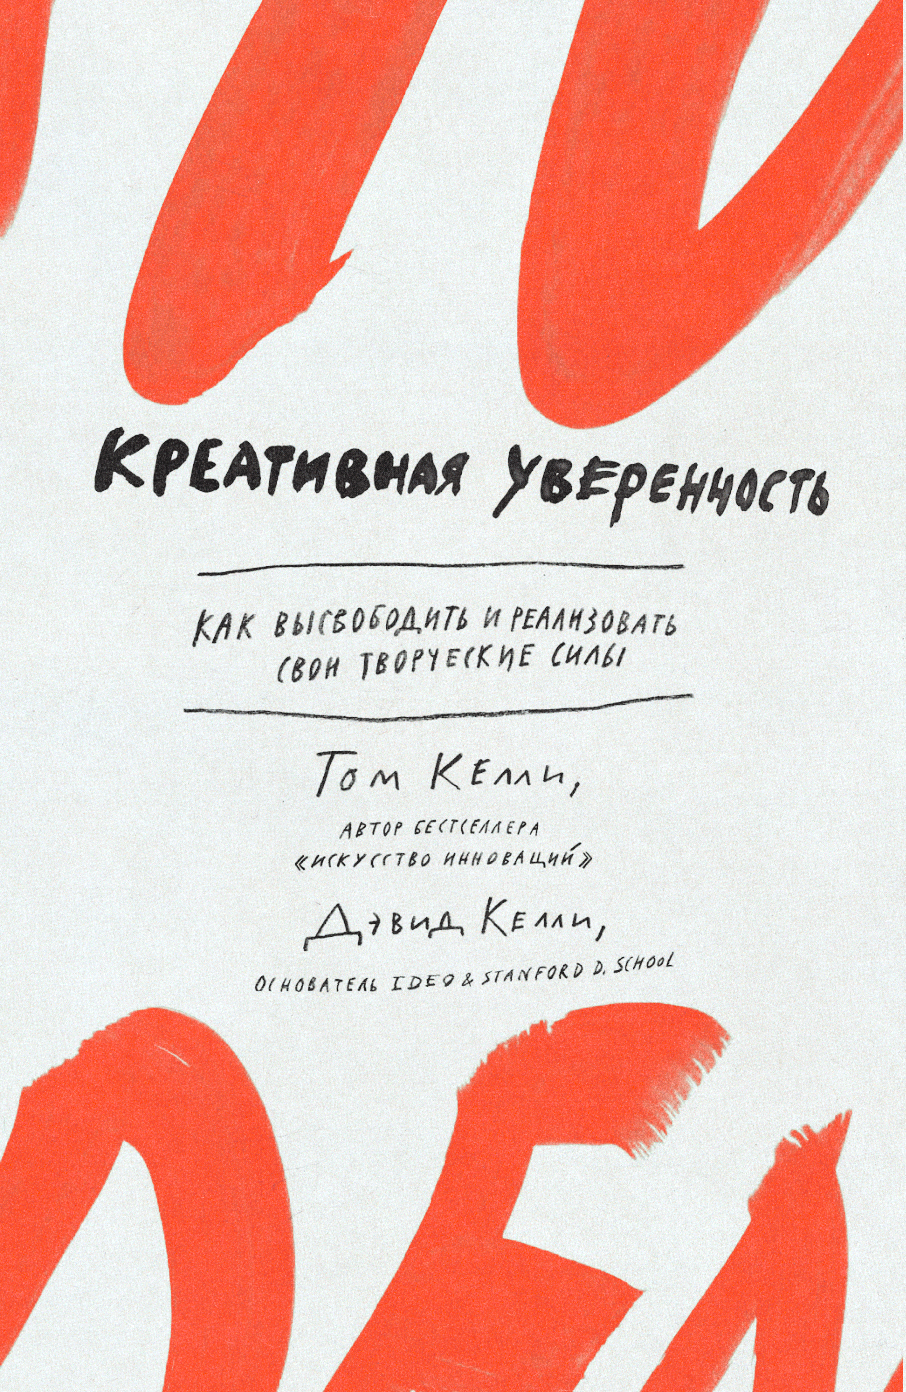 Креативная уверенность
Как высвободить и реализовать
свои творческие силы
Том Келли,
автор бестселлера
«Искусство инноваций»
Дэвид Келли,
основатель IDEO & Stanford D. School